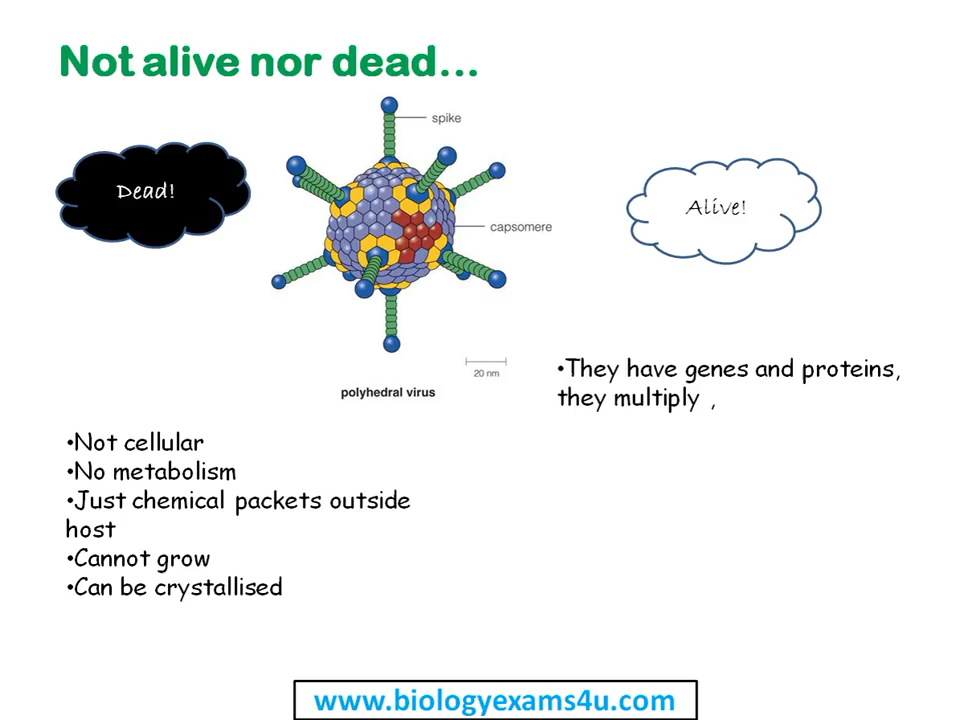 Not alive nor dead...
spike
Dead!
Alive!
capsomere
20 nm
polyhedral virus
•They have genes and proteins,
they multiply ,
•Not cellular
•No metabolism
•Just chemical packets outside
host
•Cannot grow
•Can be crystallised
www.biologyexams4u.com